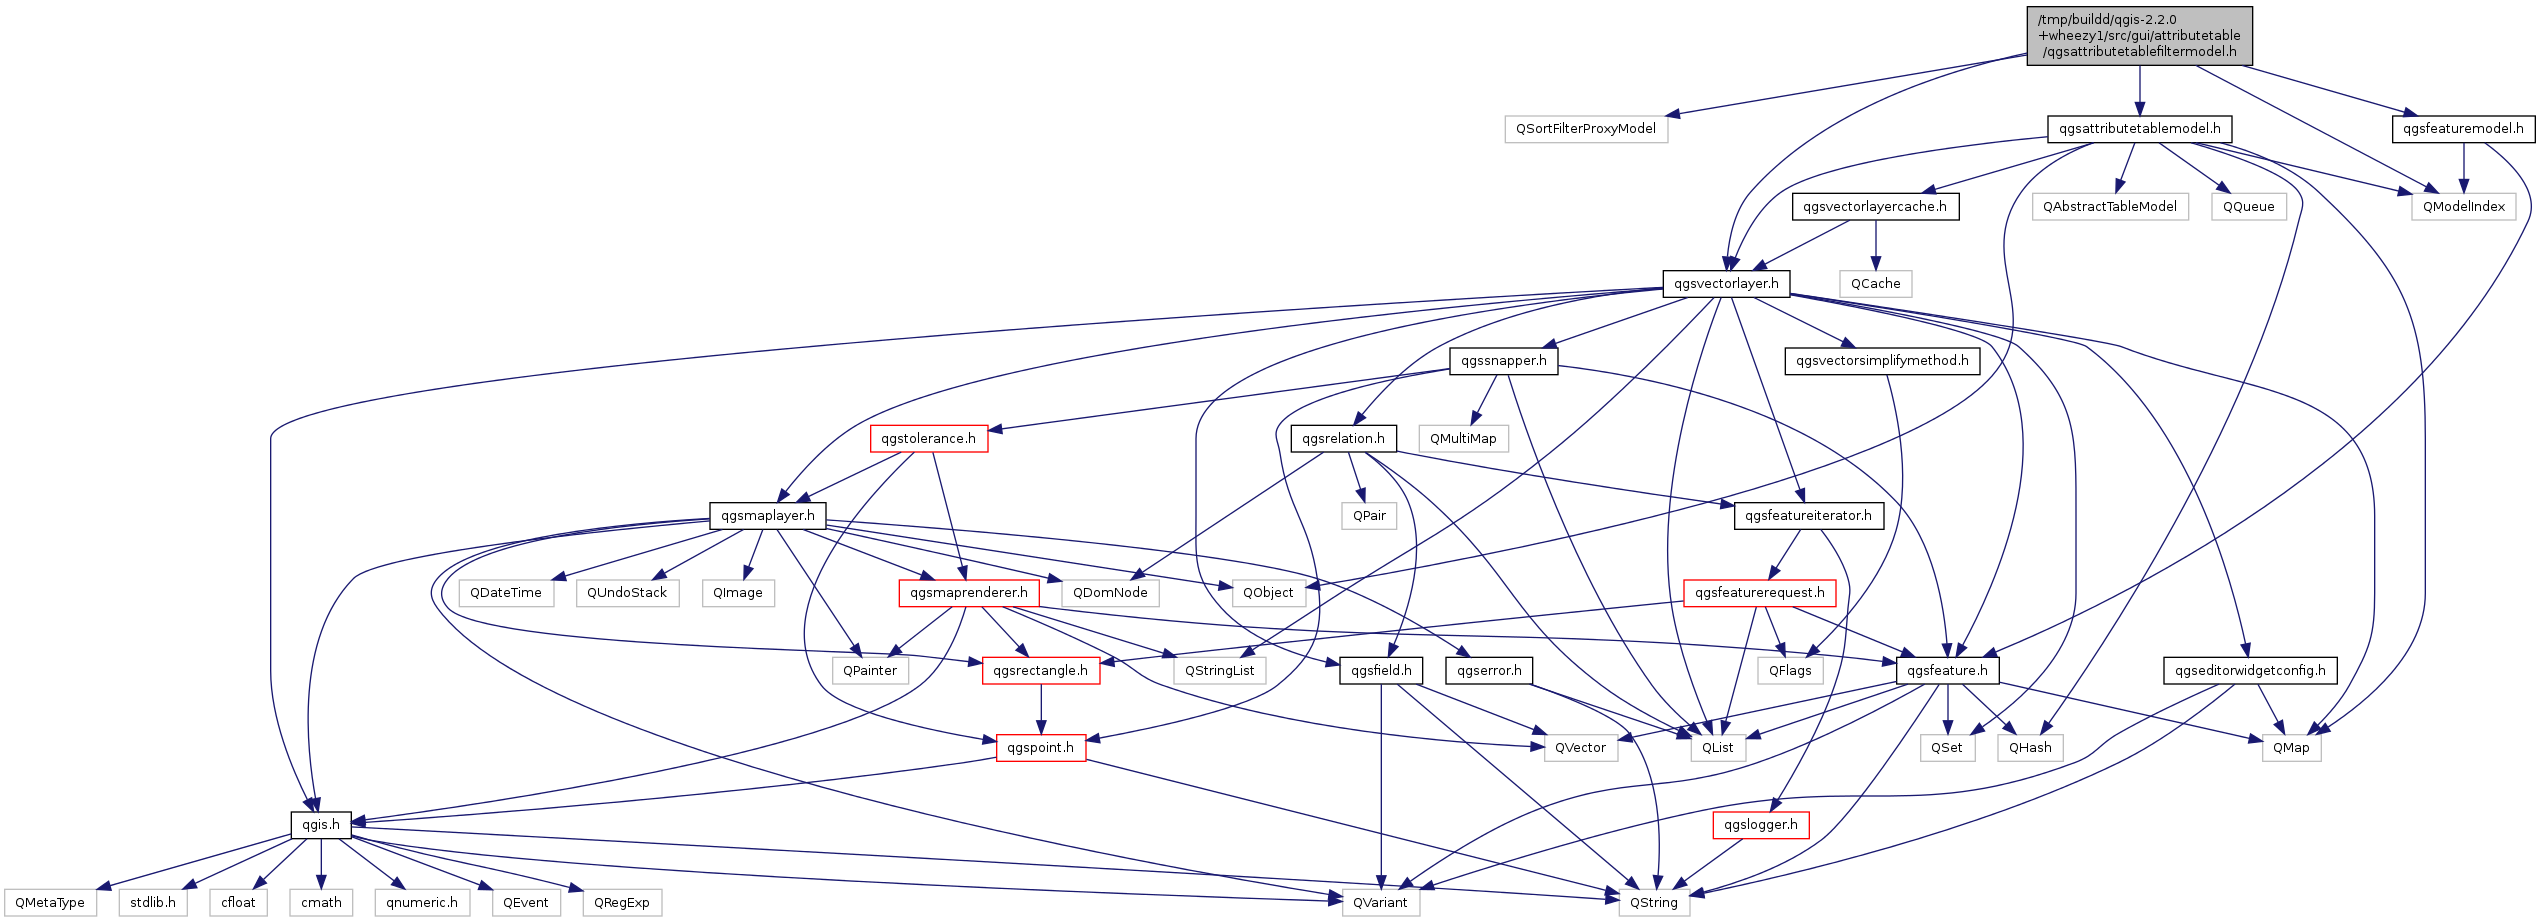 /tmp/buildd/qgis-2.2.0
+wheezy1/src/gui/attributetable
/qgsattributetablefiltermodel.h
QSortFilterProxyModel
qgsattributetablemodel.h
qgsfeaturemodel.h
qgsvectorlayercache.h
QAbstractTableModel
QQueue
QModelIndex
qgsvectorlayer.h
QCache
qgssnapper.h
qgsvectorsimplifymethod.h
qgstolerance.h
qgsrelation.h
QMultiMap
qgsmaplayer.h
QPair
qgsfeatureiterator.h
QDateTime
QUndoStack
QImage
qgsmaprenderer.h
QDomNode
QObject
qgsfeaturerequest.h
QPainter
qgsrectangle.h
QStringList
qgsfield.h
qgserror.h
QFlags
qgsfeature.h
qgseditorwidgetconfig.h
qgspoint.h
QVector
QList
QSet
QHash
QMap
qgis.h
qgslogger.h
QMetaType
stdlib.h
cfloat
cmath
qnumeric.h
QEvent
QRegExp
QVariant
QString